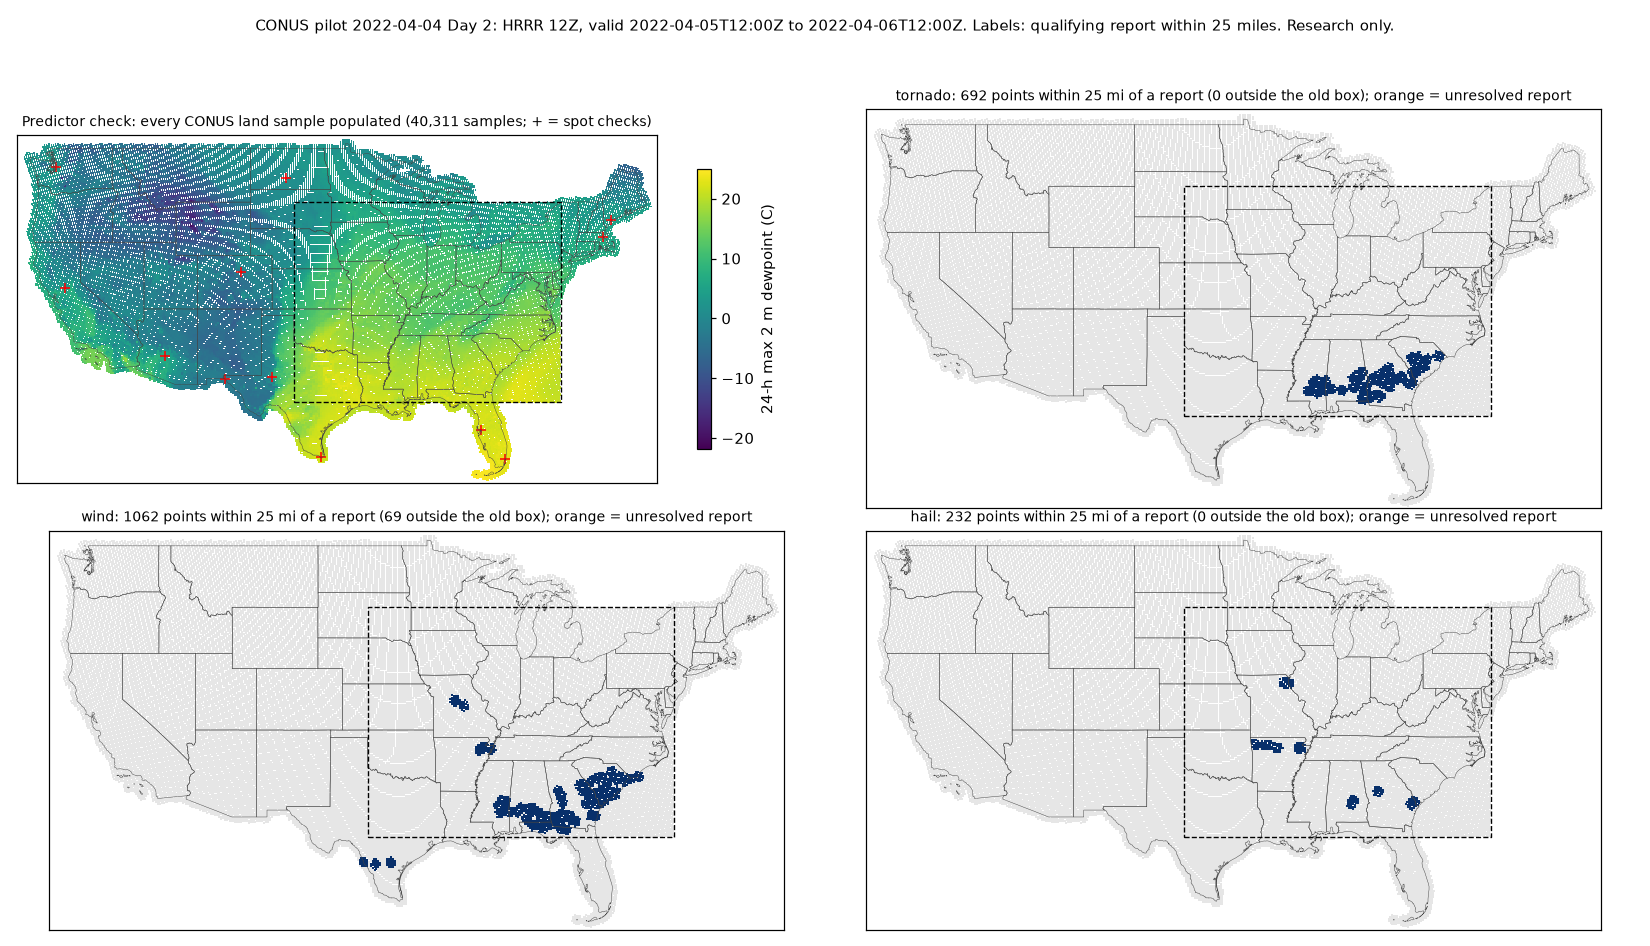 CONUS pilot 2022-04-04 Day 2: HRRR 12Z, valid 2022-04-05T12:00Z to 2022-04-06T12:00Z. Labels: qualifying report within 25 miles. Research only.
Predictor check: every CONUS land sample populated (40,311 samples; + = spot checks)
20
10
0
−10
−20
24-h max 2 m dewpoint (C)
tornado: 692 points within 25 mi of a report (0 outside the old box); orange = unresolved report
wind: 1062 points within 25 mi of a report (69 outside the old box); orange = unresolved report
hail: 232 points within 25 mi of a report (0 outside the old box); orange = unresolved report